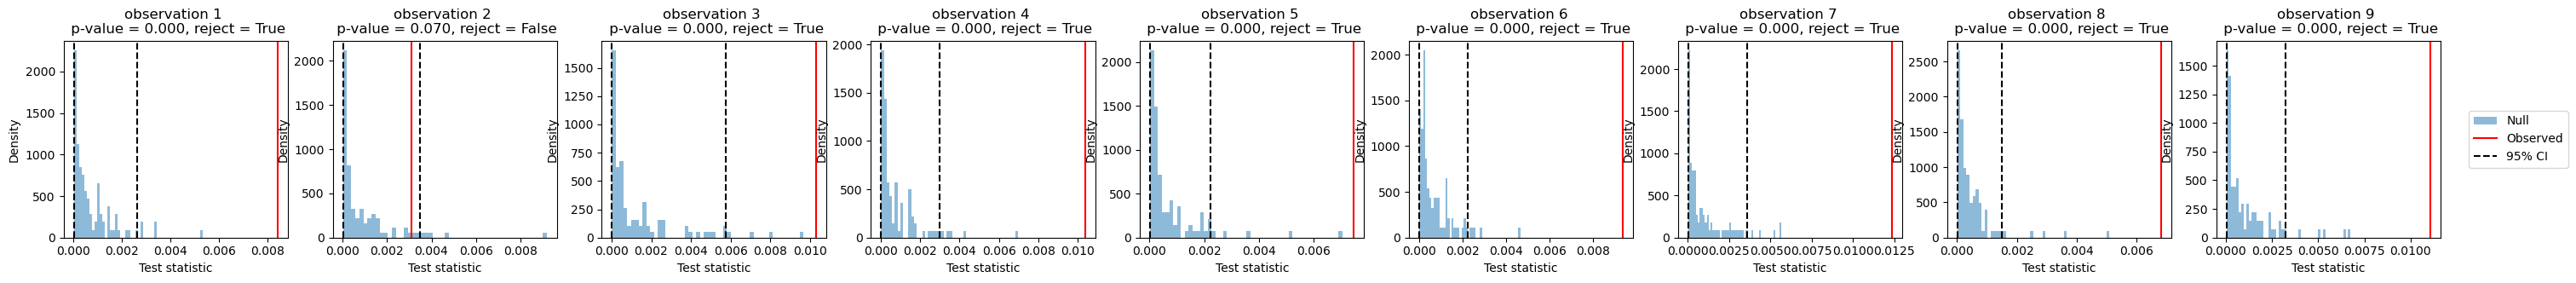 observation 1
p-value = 0.000, reject = True
observation 2
p-value = 0.070, reject = False
observation 3
p-value = 0.000, reject = True
observation 4
p-value = 0.000, reject = True
observation 5
p-value = 0.000, reject = True
observation 6
p-value = 0.000, reject = True
observation 7
p-value = 0.000, reject = True
observation 8
p-value = 0.000, reject = True
observation 9
p-value = 0.000, reject = True
Density
2000
1500
1000
500
0
0.000 0.002 0.004 0.006 0.008
Test statistic
Density
2000
1500
1000
500
0
0.000 0.002 0.004 0.006 0.008
Test statistic
Density
1500
1250
1000
750
500
250
0
0.000 0.002 0.004 0.006 0.008 0.010
Test statistic
Density
2000
1500
1000
500
0
0.000 0.002 0.004 0.006 0.008 0.010
Test statistic
Density
2500
2000
1500
1000
500
0
0.000 0.002 0.004 0.006
Test statistic
Density
2000
1500
1000
500
0
0.000 0.002 0.004 0.006 0.008
Test statistic
Density
2000
1500
1000
500
0
0.0000 0.0025 0.0050 0.0075 0.0100 0.0125
Test statistic
Density
2500
2000
1500
1000
500
0
0.000 0.002 0.004 0.006
Test statistic
Density
1500
1250
1000
750
500
250
0
0.0000 0.0025 0.0050 0.0075 0.0100
Test statistic
Null
Observed
95% CI